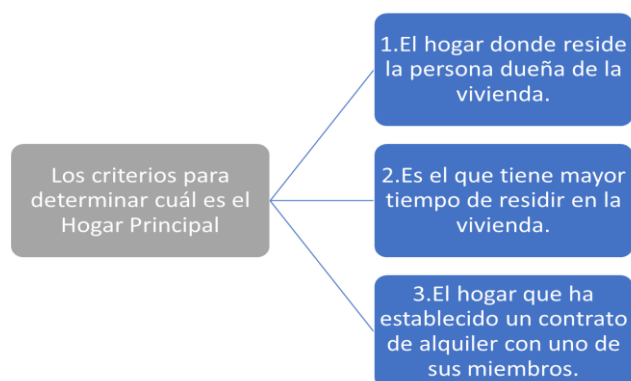 Los criterios para
determinar cuál es el
Hogar Principal
1.El hogar donde reside
la persona dueña de la
vivienda.
2.Es el que tiene mayor
tiempo de residir en la
vivienda.
3.El hogar que ha
establecido un contrato
de alquiler con uno de
sus miembros.